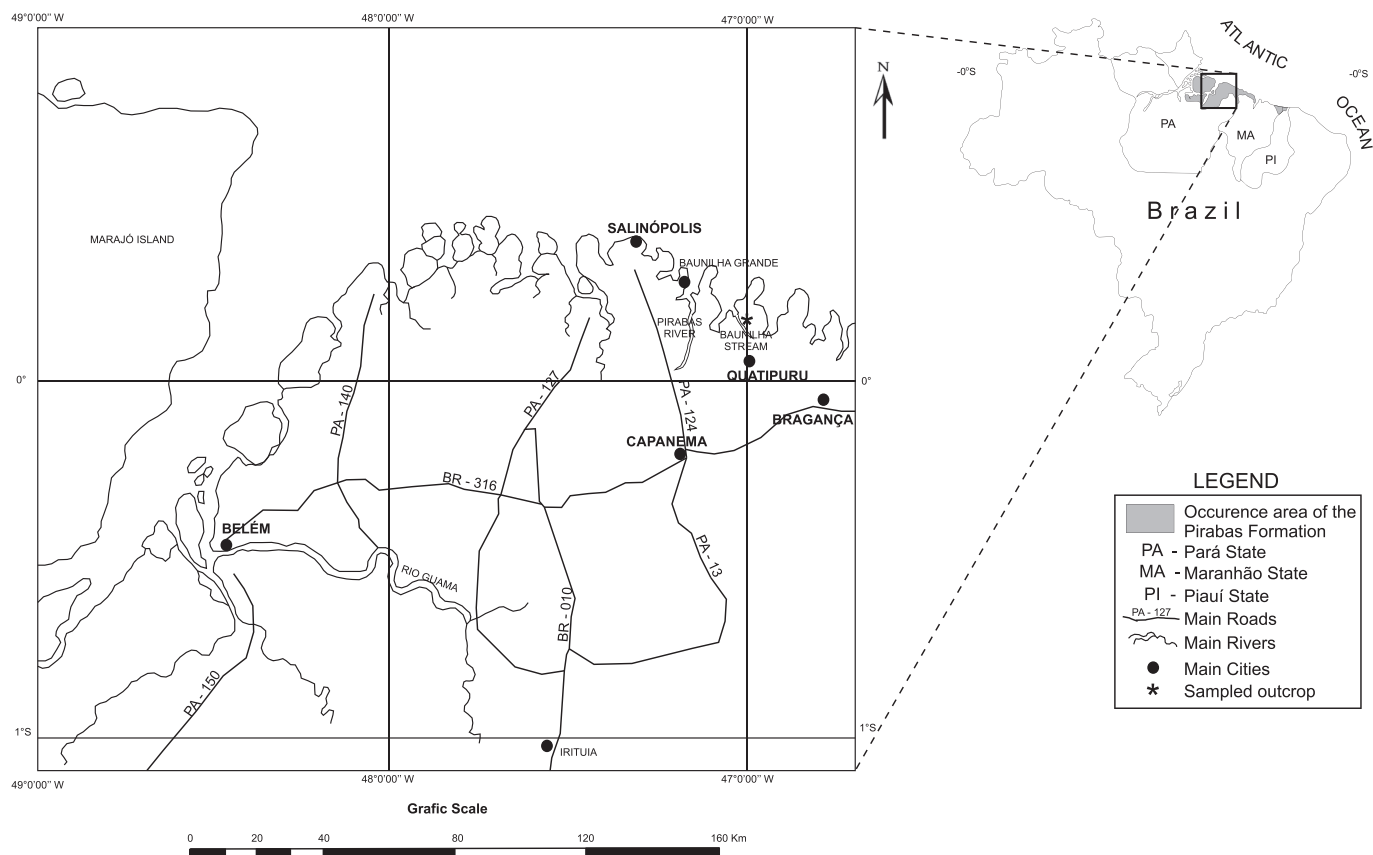 49°0'00'' W
48°0'00'' W
47°0'00'' W
ATLANTIC
OCEAN
N
-0°S
-0°S
PA
MA
PI
Brazil
MARAJÓ ISLAND
SALINÓPOLIS
BAUNILHA GRANDE
PIRABAS
RIVER
*
BAUNILHA
STREAM
QUATIPURU
0°
0°
PA - 140
PA - 127
PA - 124
BRAGANÇA
CAPANEMA
BR - 316
BELÉM
RIO GUAMA
PA - 13
BR - 010
PA - 150
1°S
1°S
IRITUIA
49°0'00'' W
48°0'00'' W
47°0'00'' W
LEGEND
Occurence area of the
Pirabas Formation
PA - Pará State
MA - Maranhão State
PI - Piauí State
PA - 127 Main Roads
Main Rivers
Main Cities
* Sampled outcrop
Grafic Scale
0 20 40 80 120 160 Km